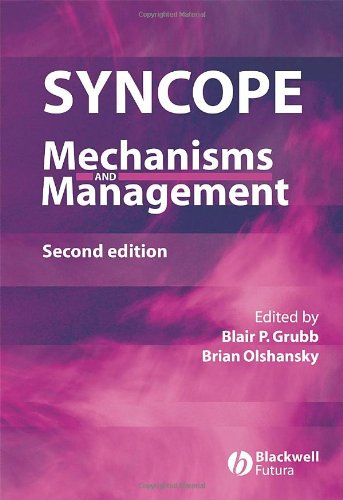 SYNCOPE
Mechanisms
AND
Management
Second edition
Edited by
Blair P. Grubb
Brian Olshansky
Blackwell
Futura